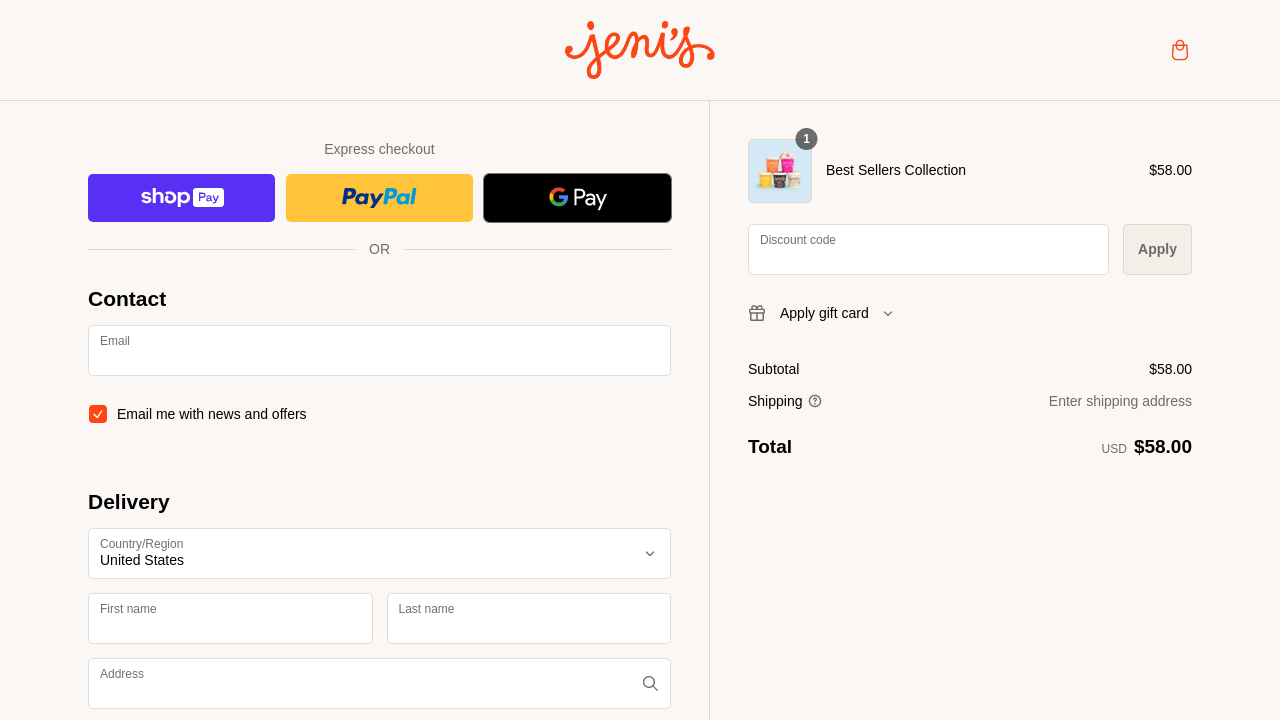 jeni's
Express checkout
shop Pay
PayPal
G Pay
OR
Contact
Email
Email me with news and offers
Delivery
Country/Region
United States
First name
Last name
Address
1
Best Sellers Collection
$58.00
Discount code
Apply
Apply gift card
Subtotal
$58.00
Shipping
Enter shipping address
Total
USD $58.00